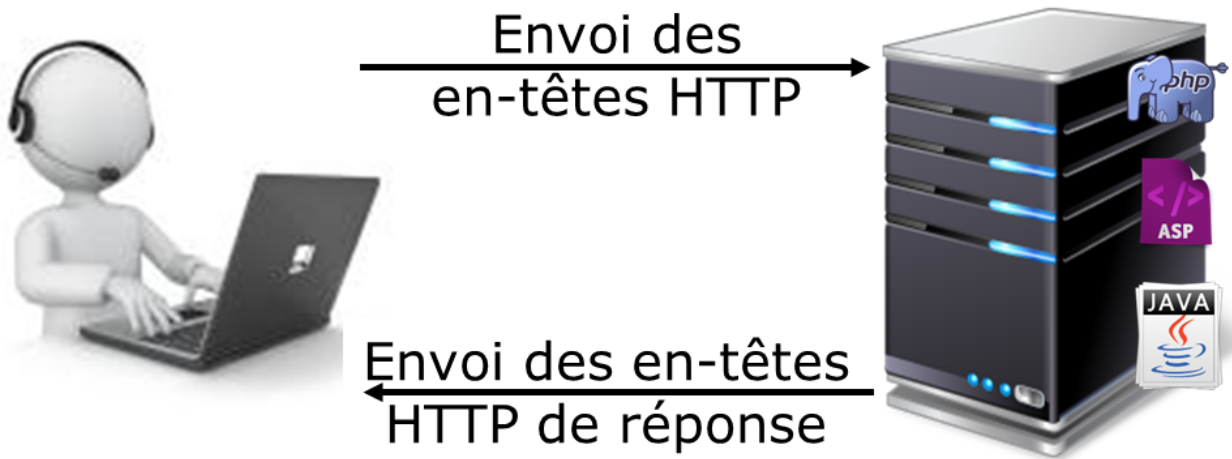 Envoi des
en-têtes HTTP
php
</>
ASP
JAVA
Envoi des en-têtes
HTTP de réponse